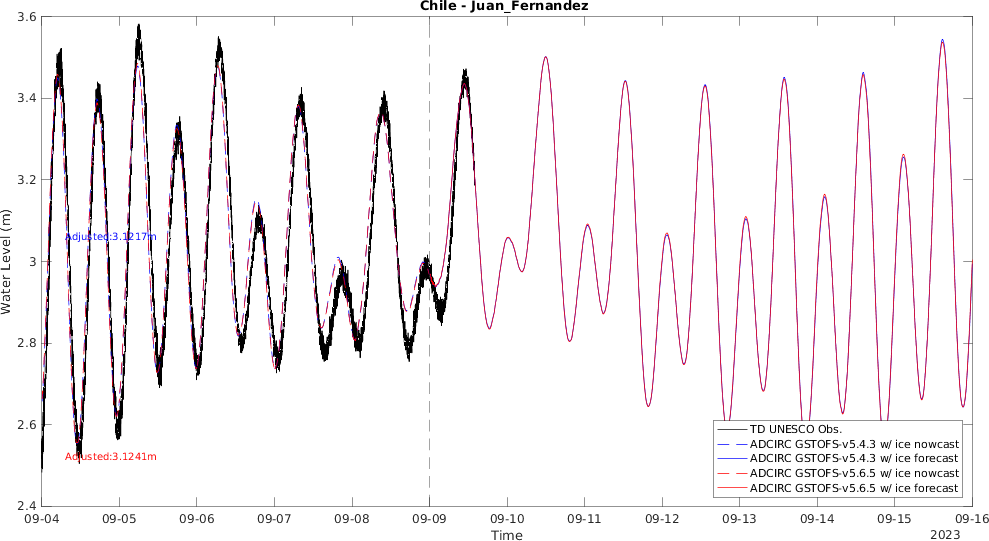 Chile - Juan_Fernandez
3.6
3.4
3.2
3
2.8
2.6
2.4
Water Level (m)
Adjusted:3.1217m
Adjusted:3.1241m
TD UNESCO Obs.
ADCIRC GSTOFS-v5.4.3 w/ ice nowcast
ADCIRC GSTOFS-v5.4.3 w/ ice forecast
ADCIRC GSTOFS-v5.6.5 w/ ice nowcast
ADCIRC GSTOFS-v5.6.5 w/ ice forecast
09-04 09-05 09-06 09-07 09-08 09-09 09-10 09-11 09-12 09-13 09-14 09-15 09-16
Time
2023